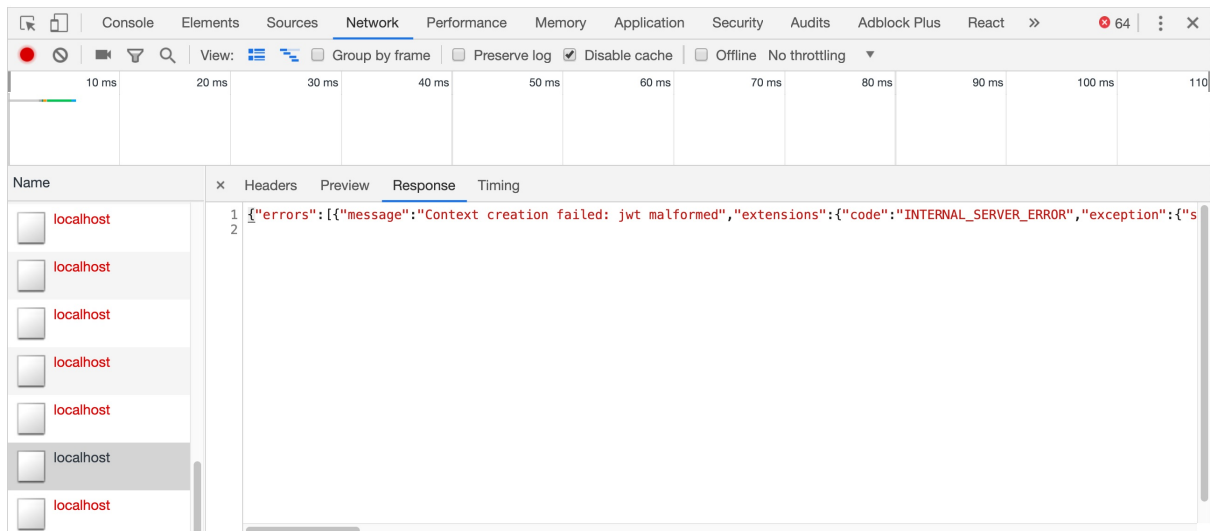 Console Elements Sources Network Performance Memory Application Security Audits Adblock Plus React » 64
View: Group by frame Preserve log Disable cache Offline No throttling
10 ms 20 ms 30 ms 40 ms 50 ms 60 ms 70 ms 80 ms 90 ms 100 ms 110
Name × Headers Preview Response Timing
1 {"errors":[{"message":"Context creation failed: jwt malformed","extensions":{"code":"INTERNAL_SERVER_ERROR","exception":{"s
2
localhost
localhost
localhost
localhost
localhost
localhost
localhost